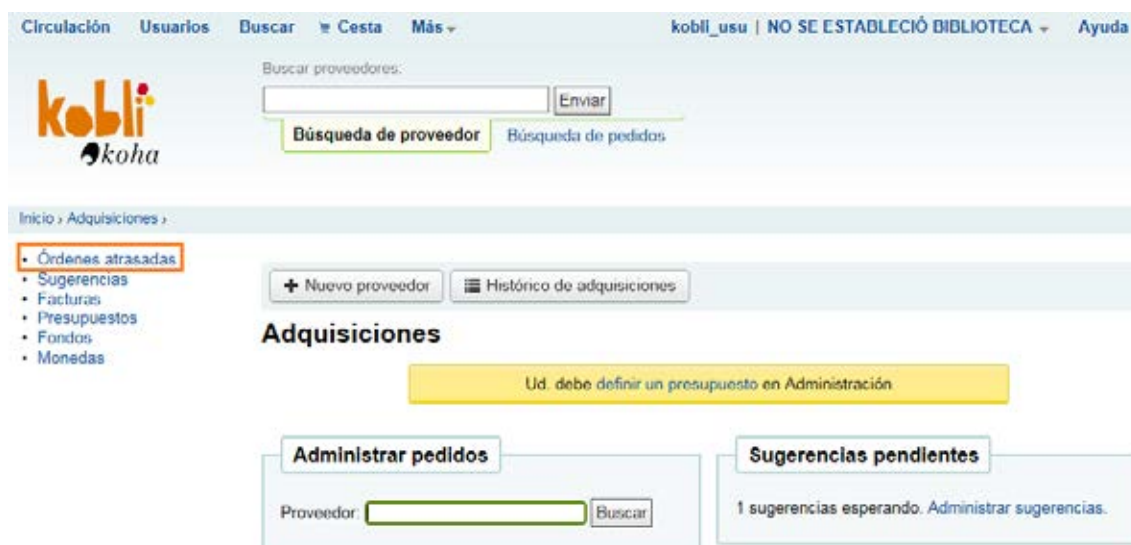 Circulación Usuarios Buscar Cesta Más kobli_usu | NO SE ESTABLECIÓ BIBLIOTECA Ayuda
kobli
koha
Buscar proveedores:
Enviar
Búsqueda de proveedor Búsqueda de pedidos
Inicio › Adquisiciones ›
• Órdenes atrasadas
• Sugerencias
• Facturas
• Presupuestos
• Fondos
• Monedas
+ Nuevo proveedor Histórico de adquisiciones
Adquisiciones
Ud. debe definir un presupuesto en Administración
Administrar pedidos
Proveedor: Buscar
Sugerencias pendientes
1 sugerencias esperando. Administrar sugerencias.